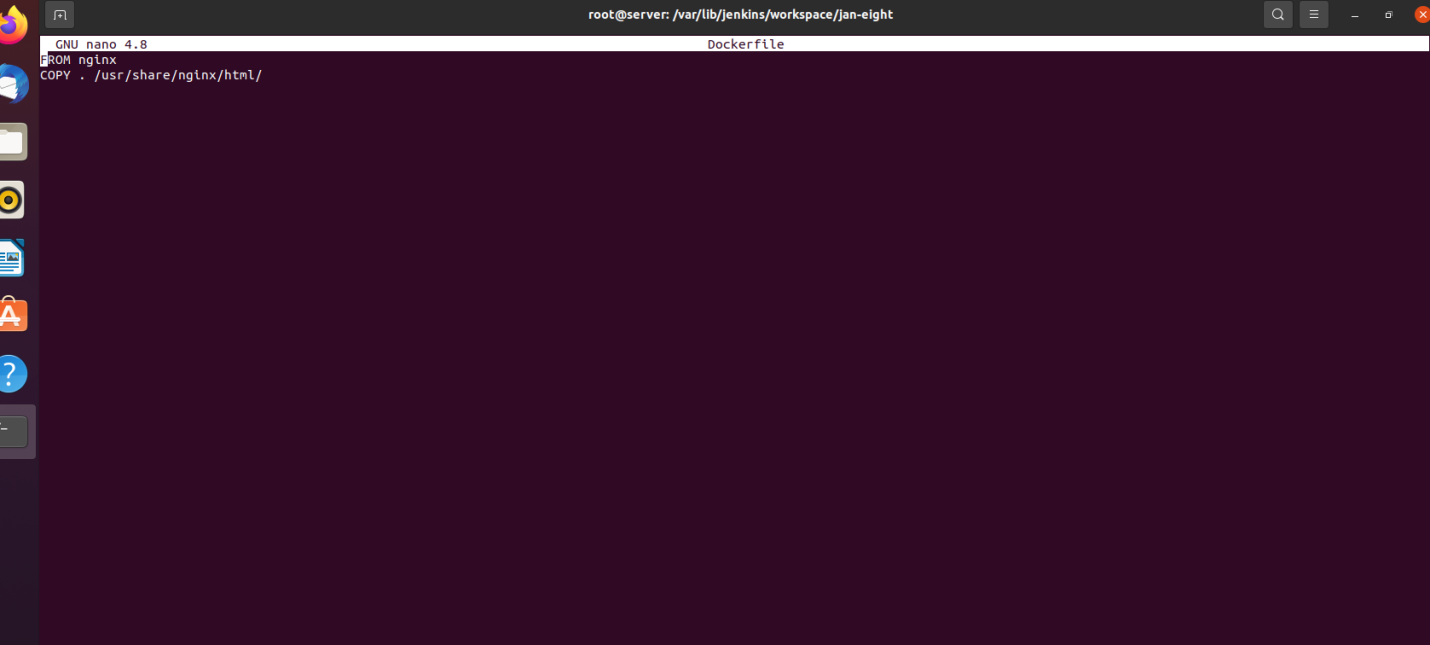 root@server: /var/lib/jenkins/workspace/jan-eight
GNU nano 4.8 Dockerfile
FROM nginx
COPY . /usr/share/nginx/html/